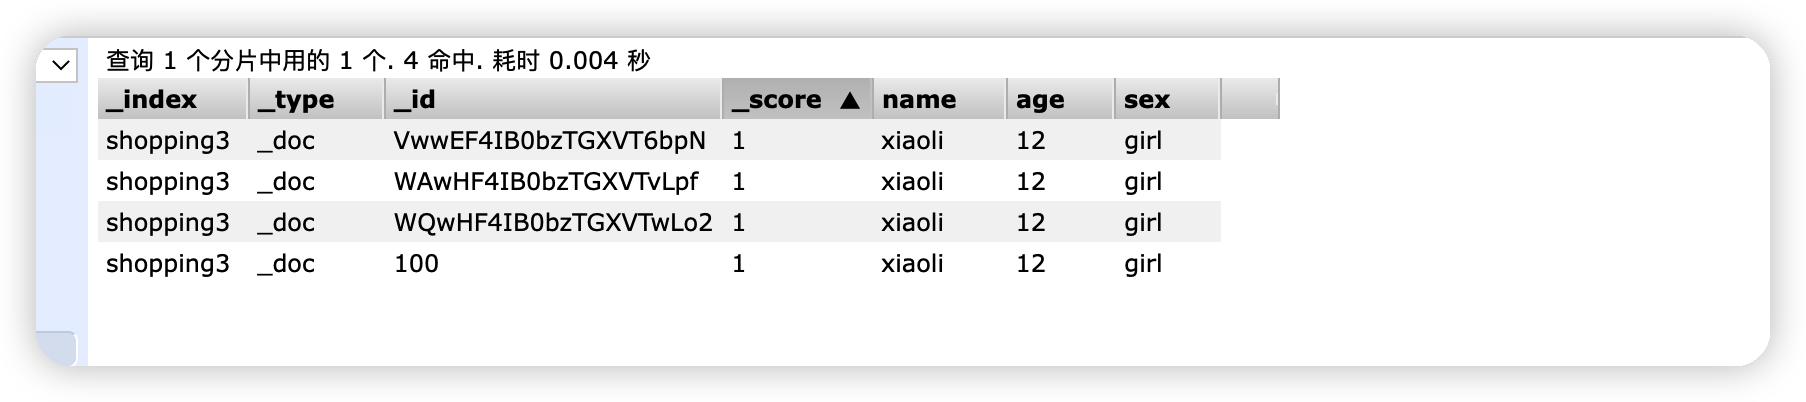 查询 1 个分片中用的 1 个. 4 命中. 耗时 0.004 秒
_index _type _id _score ▲ name age sex
shopping3 _doc VwwEF4IB0bzTGXVT6bpN 1 xiaoli 12 girl
shopping3 _doc WAwHF4IB0bzTGXVTvLpf 1 xiaoli 12 girl
shopping3 _doc WQwHF4IB0bzTGXVTwLo2 1 xiaoli 12 girl
shopping3 _doc 100 1 xiaoli 12 girl